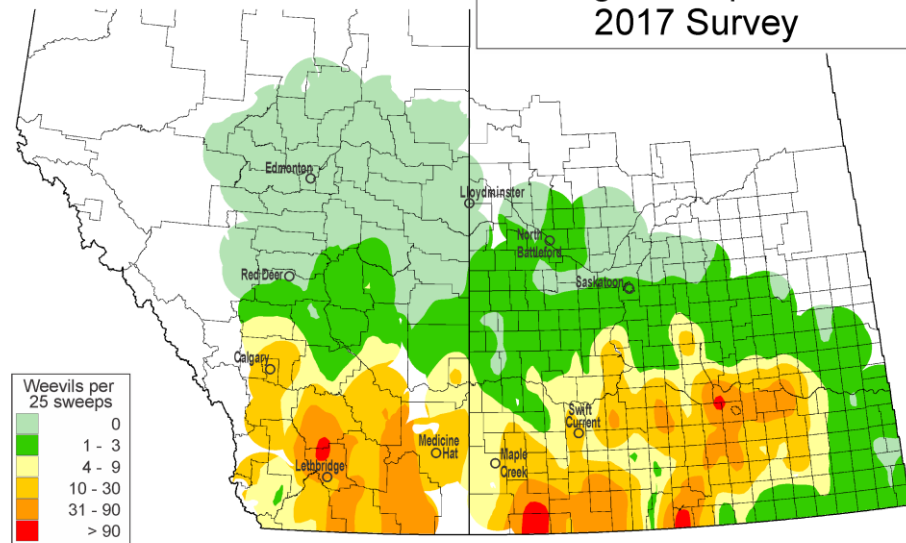 2017 Survey
Edmonton
Lloydminster
North
Battleford
Red Deer
Saskatoon
Calgary
Weevils per
25 sweeps
0
1 - 3
4 - 9
10 - 30
31 - 90
> 90
Swift
Current
Medicine
Hat
Maple
Creek
Lethbridge